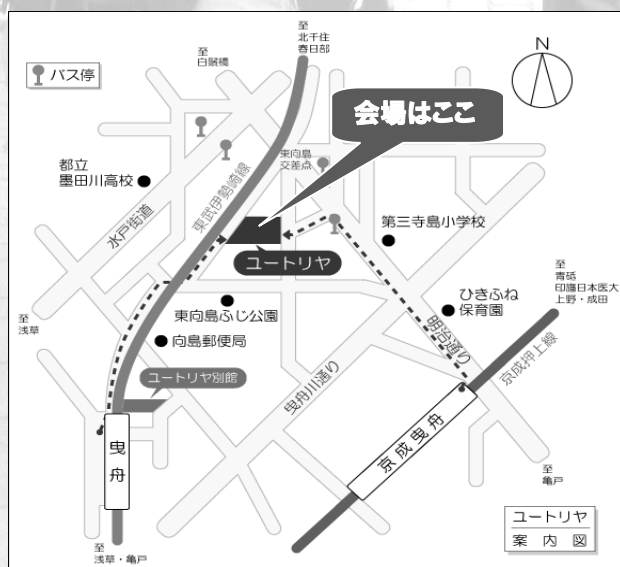 至
北千住
春日部
N
至
白鬚橋
バス停
会場はここ
東向島
交差点
都立
墨田川高校
東武伊勢崎線
水戸街道
第三寺島小学校
ユートリヤ
至
青砥
印旛日本医大
上野・成田
ひきふね
保育園
東向島ふじ公園
至
浅草
向島郵便局
明治通り
京成押上線
ユートリヤ別館
曳舟川通り
曳舟
京成曳舟
至
亀戸
ユートリヤ
案内図
至
浅草・亀戸